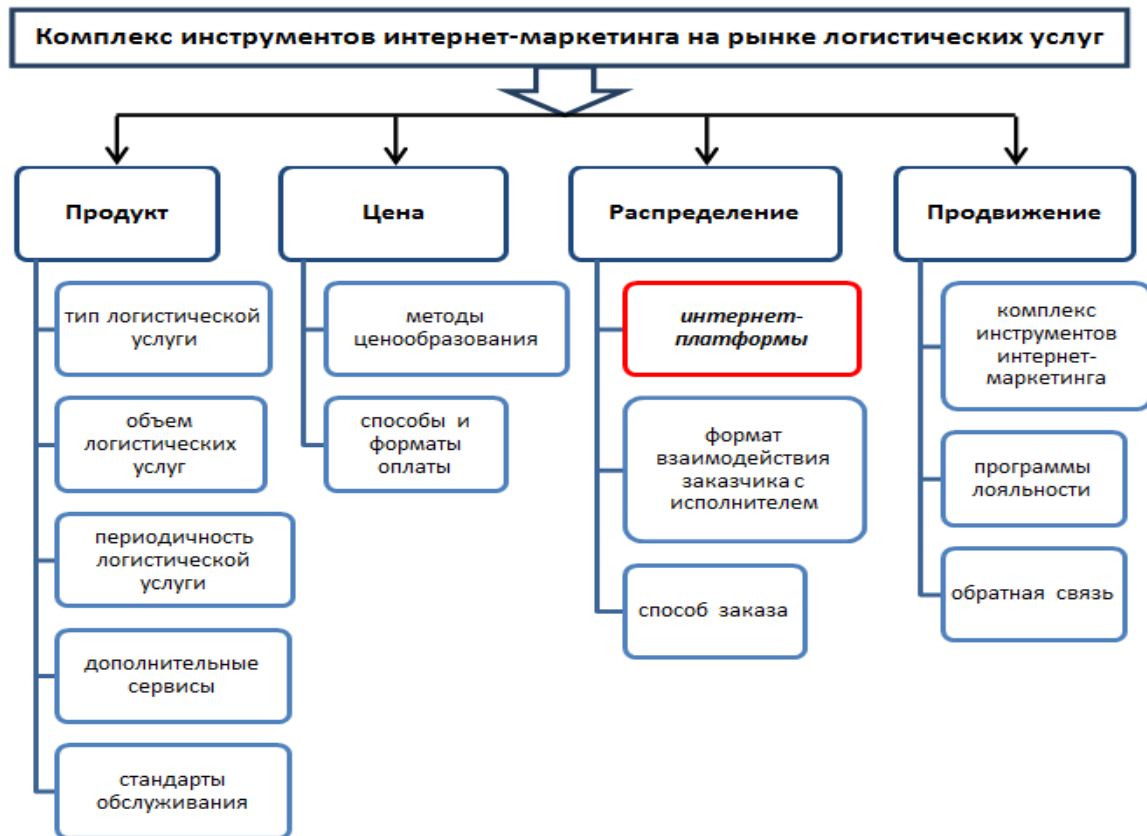 Комплекс инструментов интернет-маркетинга на рынке логистических услуг
Продукт
тип логистической
услуги
объем
логистических
услуг
периодичность
логистической
услуги
дополнительные
сервисы
стандарты
обслуживания
Цена
методы
ценообразования
способы и
форматы
оплаты
Распределение
интернет-
платформы
формат
взаимодействия
заказчика с
исполнителем
способ заказа
Продвижение
комплекс
инструментов
интернет-
маркетинга
программы
лояльности
обратная связь